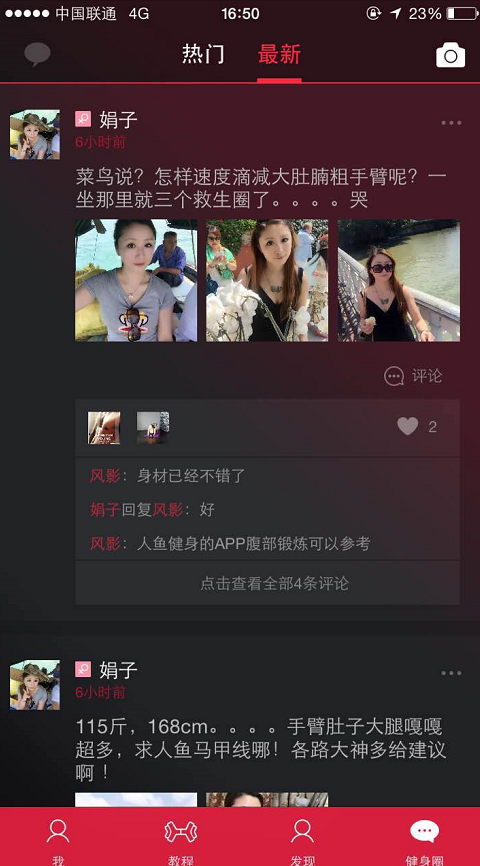 中国联通 4G 16:50 23%
热门 最新
娟子
6小时前
菜鸟说？怎样速度滴减大肚腩粗手臂呢？一
坐那里就三个救生圈了。。。。哭
评论
2
风影：身材已经不错了
娟子回复风影：好
风影：人鱼健身的APP腹部锻炼可以参考
点击查看全部4条评论
娟子
6小时前
115斤，168cm。。。。手臂肚子大腿嘎嘎
超多，求人鱼马甲线哪！各路大神多给建议
啊！
我 教程 发现 健身圈